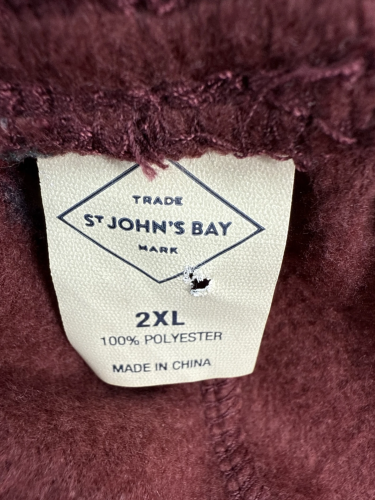 TRADE
ST JOHN'S BAY
MARK
2XL
100% POLYESTER
MADE IN CHINA